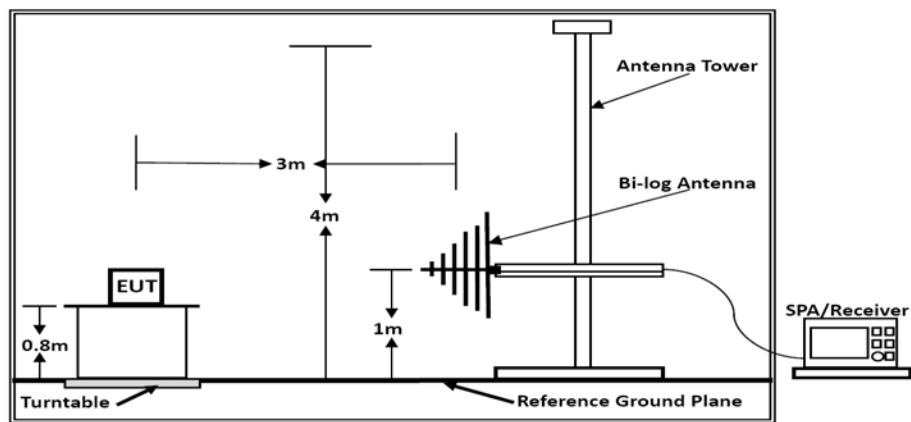 Antenna Tower
3m
Bi-log Antenna
4m
EUT
SPA/Receiver
0.8m
1m
Turntable
Reference Ground Plane